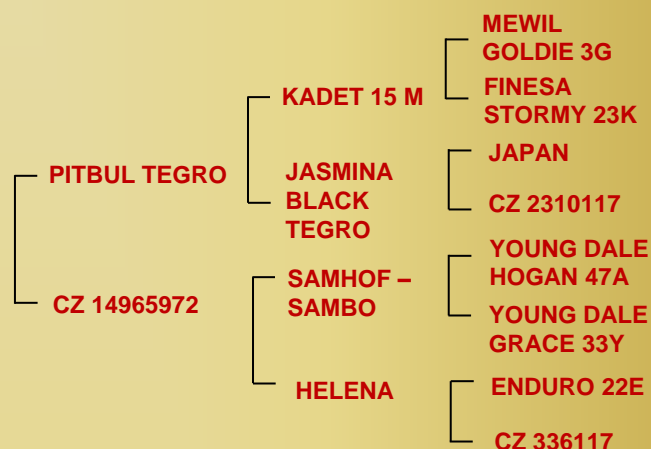 MEWIL
GOLDIE 3G
KADET 15 M
FINESA
STORMY 23K
PITBUL TEGRO
JASMINA
BLACK
TEGRO
JAPAN
CZ 2310117
CZ 14965972
SAMHOF –
SAMBO
YOUNG DALE
HOGAN 47A
YOUNG DALE
GRACE 33Y
HELENA
ENDURO 22E
CZ 336117